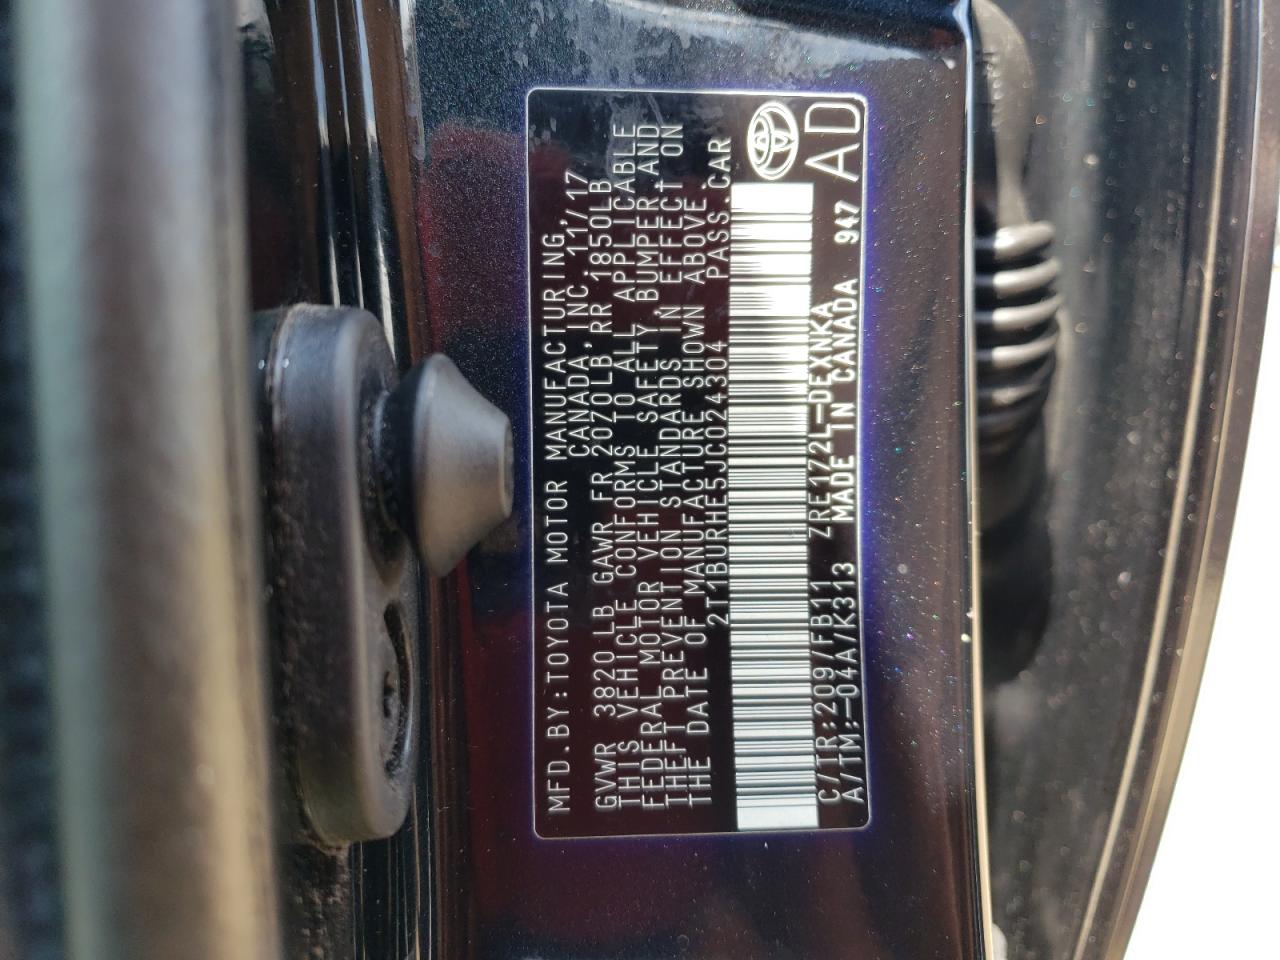 MFD.BY:TOYOTA MOTOR MANUFACTURING,
CANADA,INC. 11/17
GVWR 3820 LB GAWR FR 2070LB,RR 1850LB
THIS VEHICLE CONFORMS TO ALL APPLICABLE
FEDERAL MOTOR VEHICLE SAFETY, BUMPER,AND
THEFT PREVENTION STANDARDS IN EFFECT ON
THE DATE OF MANUFACTURE SHOWN ABOVE.
2T1BURHE5JC024304 PASS.CAR
C/TR:209/FB11 ZRE172L-DEXNKA
A/TM:-04A/K313 MADE IN CANADA 947 AD